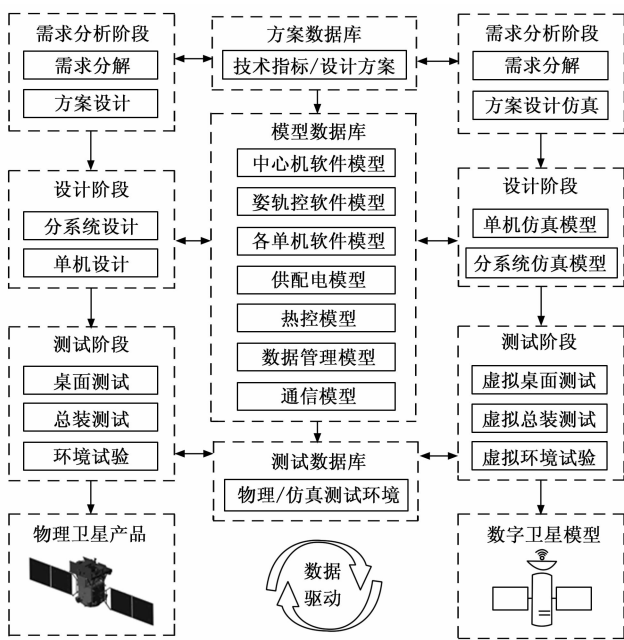 需求分析阶段
需求分解
方案设计
设计阶段
分系统设计
单机设计
测试阶段
桌面测试
总装测试
环境试验
物理卫星产品
方案数据库
技术指标/设计方案
模型数据库
中心机软件模型
姿轨控软件模型
各单机软件模型
供配电模型
热控模型
数据管理模型
通信模型
测试数据库
物理/仿真测试环境
数据
驱动
需求分析阶段
需求分解
方案设计仿真
设计阶段
单机仿真模型
分系统仿真模型
测试阶段
虚拟桌面测试
虚拟总装测试
虚拟环境试验
数字卫星模型